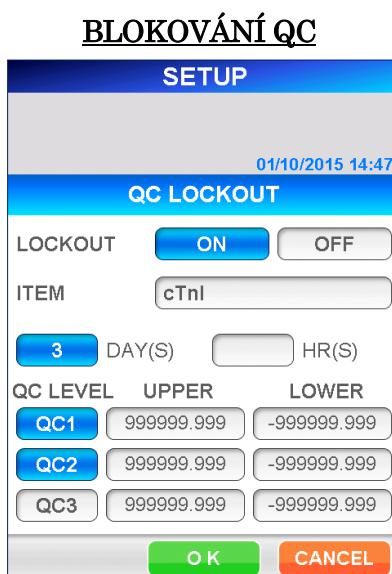 BLOKOVÁNÍ QC
SETUP
01/10/2015 14:47
QC LOCKOUT
LOCKOUT ON OFF
ITEM cTnI
3 DAY(S) HR(S)
QC LEVEL UPPER LOWER
QC1 999999.999 -999999.999
QC2 999999.999 -999999.999
QC3 999999.999 -999999.999
OK CANCEL